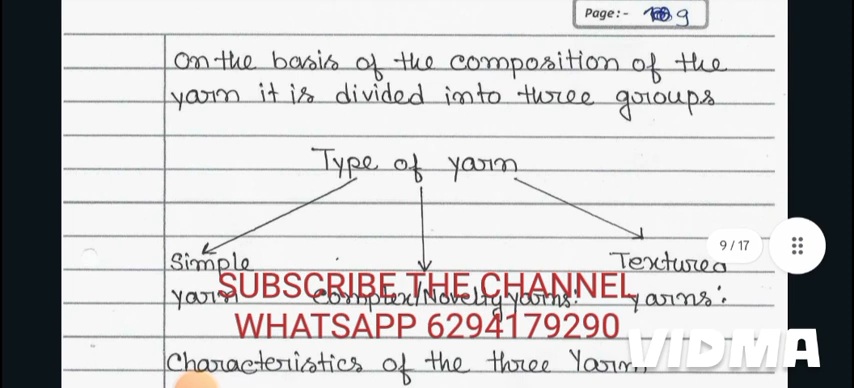 Page:- 9
On the basis of the composition of the
yarn it is divided into three groups
Type of yarn
9 / 17
Simple
Textured
SUBSCRIBE THE CHANNEL
yarn
Complex/Novelty yarns:
yarns:
WHATSAPP 6294179290
VIDMA
Characteristics of the three Yarn